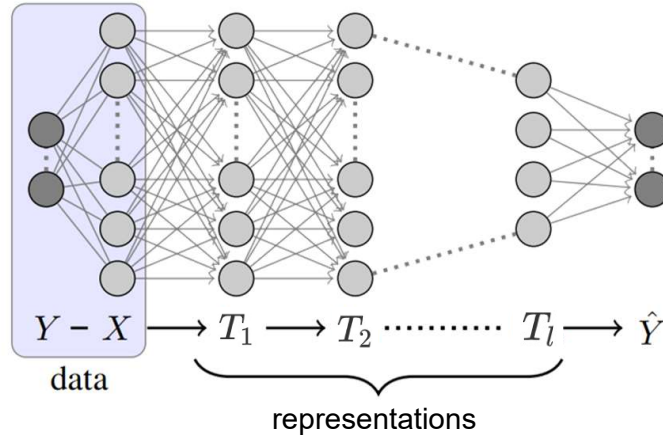 Y – X → T₁ → T₂ ·········· Tₗ → Ŷ
data
representations